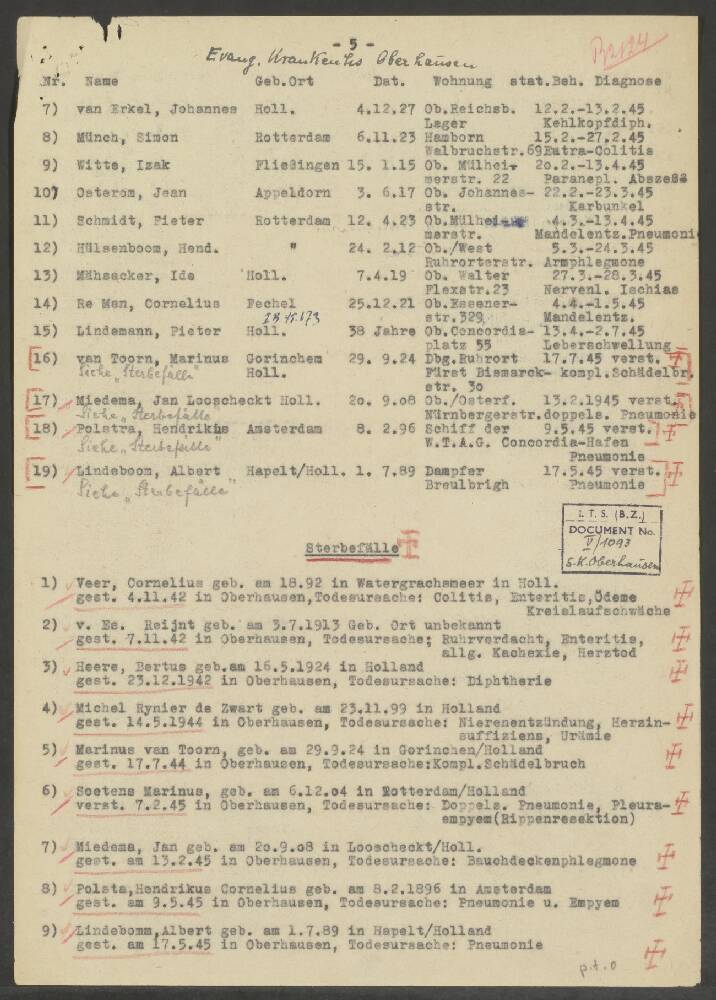 - 5 -
Evang. Krankenhs Oberhausen
Nr. Name Geb.Ort Dat. Wohnung stat.Beh. Diagnose
7) van Erkel, Johannes Holl. 4.12.27 Ob.Reichsb. 12.2.-13.2.45
Lager Kehlkopfdiph.
8) Münch, Simon Rotterdam 6.11.23 Hamborn 15.2.-27.2.45
Walbruchstr.69 Extra-Colitis
9) Witte, Izak Fließingen 15. 1.15 Ob. Mülhei- 20.2.-13.4.45
merstr. 22 Paranepl. Abszeß
10) Osterom, Jean Appeldorn 3. 6.17 Ob. Johannes- 22.2.-23.3.45
str. Karbunkel
11) Schmidt, Pieter Rotterdam 12. 4.23 Ob.Mülhei- 4.3.-13.4.45
merstr. Mandelentz.Pneumoni
12) Hülsenboom, Hend. " 24. 2.12 Ob./West 5.3.-24.3.45
Ruhrorterstr. Armphlegmone
13) Mähsacker, Ide Holl. 7.4.19 Ob. Walter 27.3.-28.3.45
Flexstr.23 Nervenl. Ischias
14) Re Men, Cornelius Fechel 25.12.21 Ob.Essener- 4.4.-1.5.45
str.329 Mandelentz.
15) Lindemann, Pieter Holl. 38 Jahre Ob.Concordia- 13.4.-2.7.45
platz 55 Leberschwellung
16) van Toorn, Marinus Gorinchem 29. 9.24 Dbg.Ruhrort 17.7.45 verst.
Siehe „Sterbefälle" Holl. Fürst Bismarck- kompl.Schädelbr.
str. 30
17) Miedema, Jan Looscheckt Holl. 20. 9.08 Ob./Osterf. 13.2.1945 verst.
Siehe „Sterbefälle" Nürnbergerstr.doppels. Pneumonie
18) Polstra, Hendrikus Amsterdam 8. 2.96 Schiff der 9.5.45 verst.
Siehe „Sterbefälle" W.T.A.G. Concordia-Hafen
Pneumonie
19) Lindeboom, Albert Hapelt/Holl. 1. 7.89 Dampfer 17.5.45 verst.
Siehe „Sterbefälle" Breulbrigh Pneumonie
I. T. S. (B.Z.)
DOCUMENT No.
V/1093
S.K. Oberhausen
Sterbefälle
1) Veer, Cornelius geb. am 18.92 in Watergrachsmeer in Holl.
gest. 4.11.42 in Oberhausen,Todesursache: Colitis, Enteritis,Ödeme
Kreislaufschwäche
2) v. Es. Reijnt geb. am 3.7.1913 Geb. Ort unbekannt
gest. 7.11.42 in Oberhausen, Todesursache; Ruhrverdacht, Enteritis,
allg. Kachexie, Herztod
3) Heere, Bertus geb.am 16.5.1924 in Holland
gest. 23.12.1942 in Oberhausen, Todesursache: Diphtherie
4) Michel Rynier de Zwart geb. am 23.11.99 in Holland
gest. 14.5.1944 in Oberhausen, Todesursache: Nierenentzündung, Herzin-
suffiziens, Urämie
5) Marinus van Toorn, geb. am 29.9.24 in Gorinchen/Holland
gest. 17.7.44 in Oberhausen, Todesursache:Kompl.Schädelbruch
6) Soetens Marinus, geb. am 6.12.04 in Rotterdam/Holland
verst. 7.2.45 in Oberhausen, Todesursache: Doppels. Pneumonie, Pleura-
empyem(Rippenresektion)
7) Miedema, Jan geb. am 20.9.08 in Looscheckt/Holl.
gest. am 13.2.45 in Oberhausen, Todesursache: Bauchdeckenphlegmone
8) Polsta,Hendrikus Cornelius geb. am 8.2.1896 in Amsterdam
gest. am 9.5.45 in Oberhausen, Todesursache: Pneumonie u. Empyem
9) Lindebomm,Albert geb. am 1.7.89 in Hapelt/Holland
gest. am 17.5.45 in Oberhausen, Todesursache: Pneumonie
p.t.o